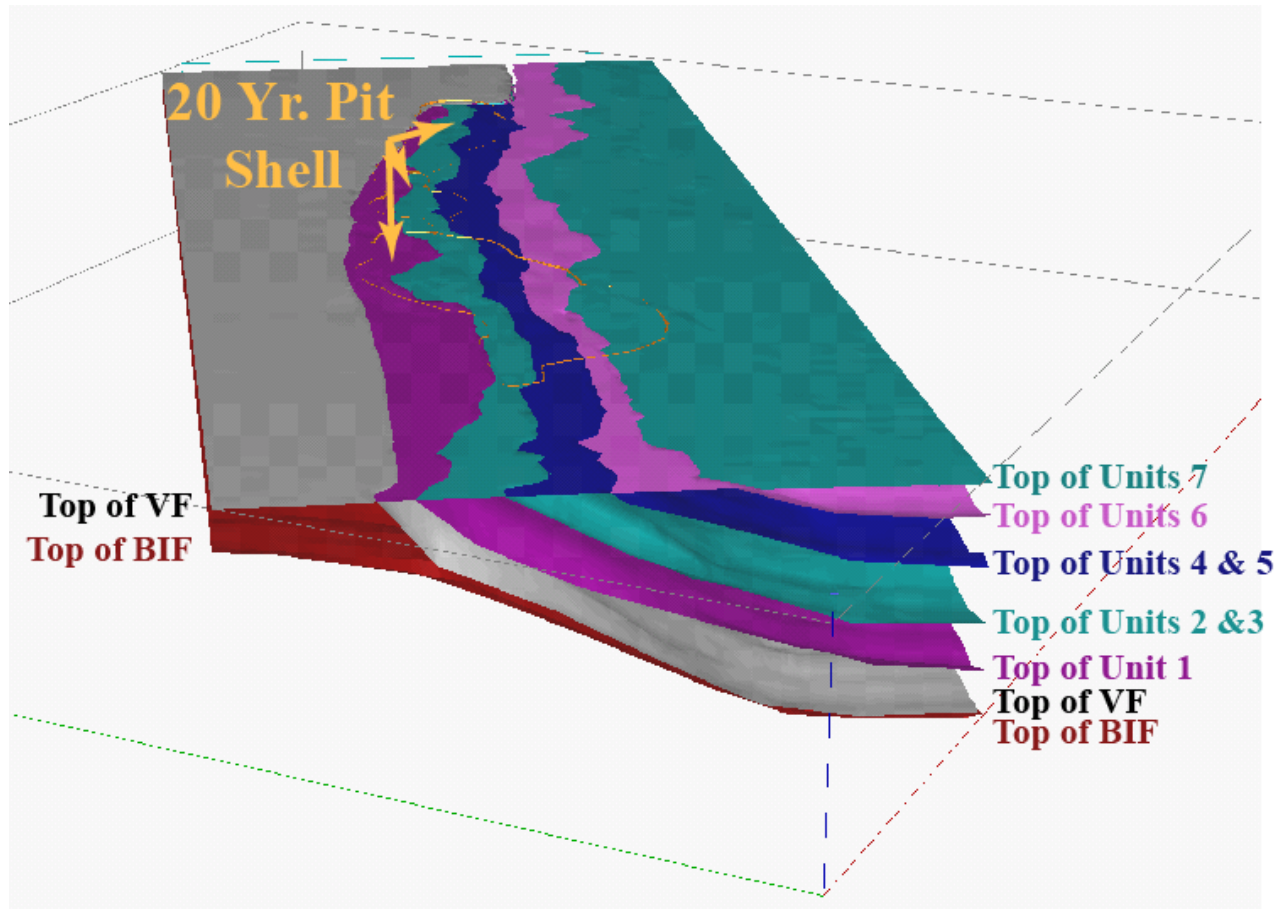 20 Yr. Pit
Shell
Top of VF
Top of BIF
Top of Units 7
Top of Units 6
Top of Units 4 & 5
Top of Units 2 &3
Top of Unit 1
Top of VF
Top of BIF